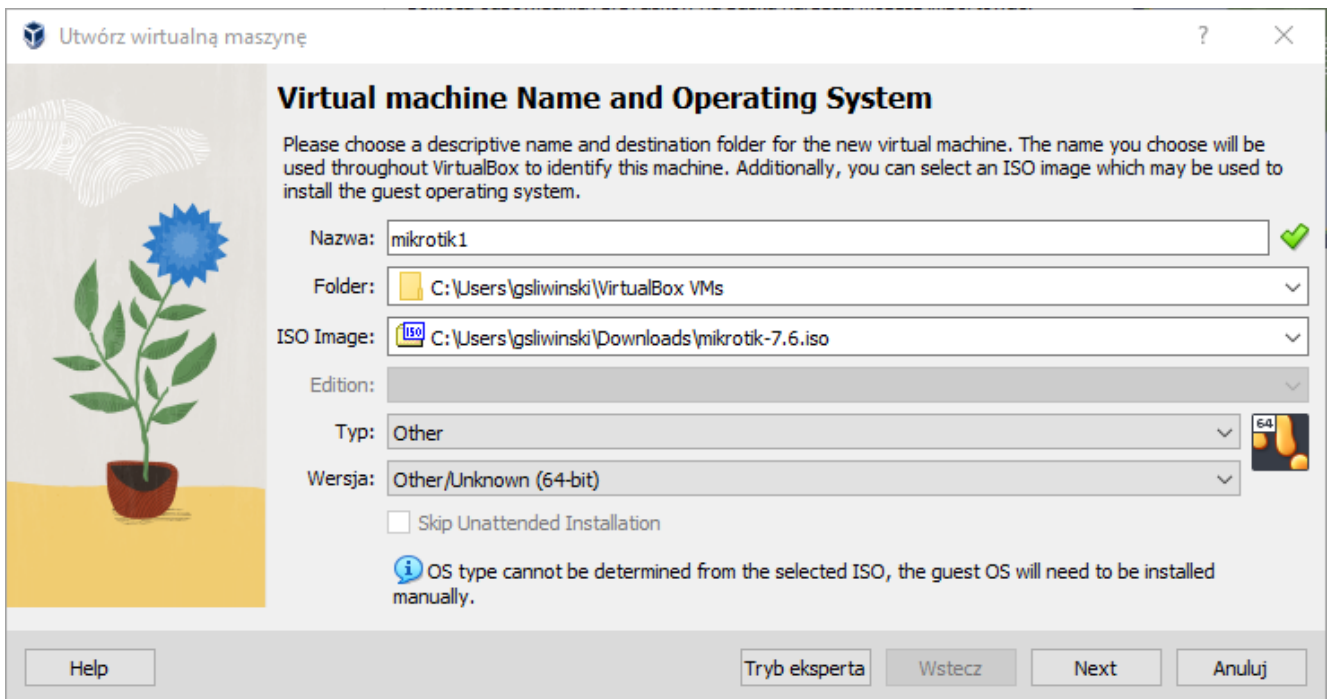 Utwórz wirtualną maszynę
?
Virtual machine Name and Operating System
Please choose a descriptive name and destination folder for the new virtual machine. The name you choose will be
used throughout VirtualBox to identify this machine. Additionally, you can select an ISO image which may be used to
install the guest operating system.
Nazwa: mikrotik1
Folder: C:\Users\gsliwinski\VirtualBox VMs
ISO Image: C:\Users\gsliwinski\Downloads\mikrotik-7.6.iso
Edition:
Typ: Other
64
Wersja: Other/Unknown (64-bit)
Skip Unattended Installation
OS type cannot be determined from the selected ISO, the guest OS will need to be installed
manually.
Help Tryb eksperta Wstecz Next Anuluj